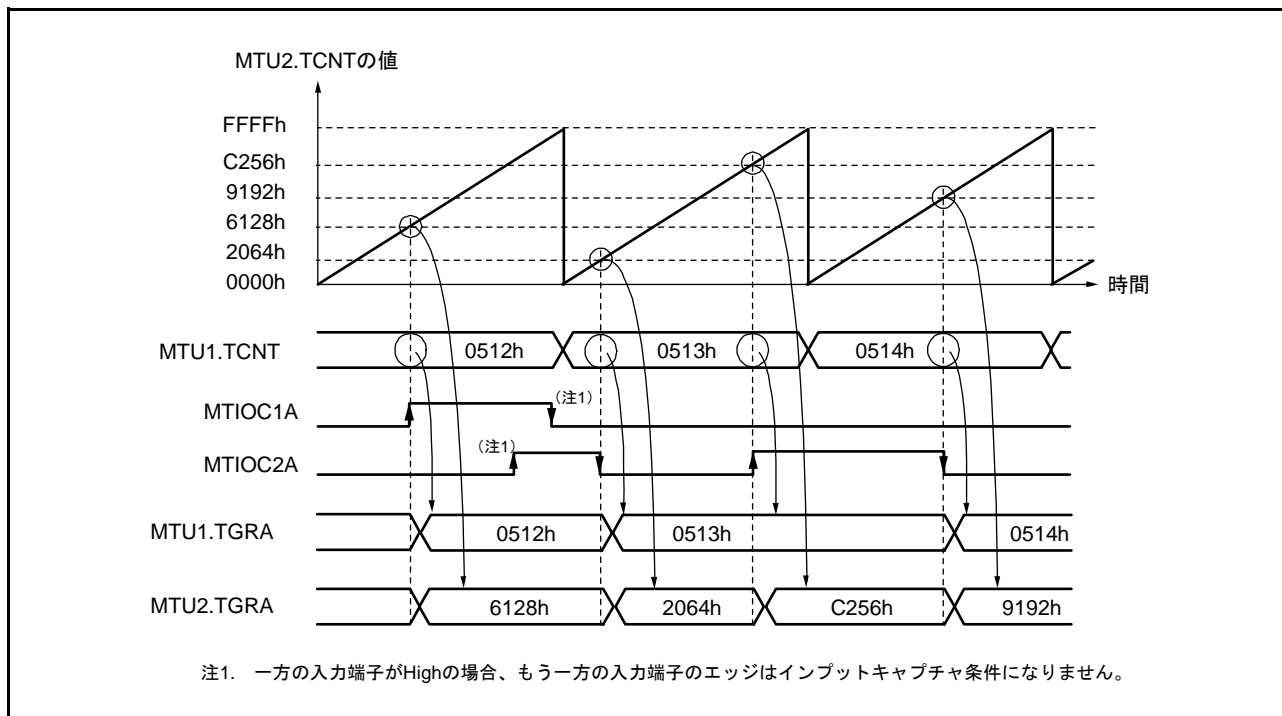 MTU2.TCNTの値
FFFFh
C256h
9192h
6128h
2064h
0000h
時間
MTU1.TCNT
0512h
0513h
0514h
MTIOC1A
（注1）
MTIOC2A
（注1）
MTU1.TGRA
0512h
0513h
0514h
MTU2.TGRA
6128h
2064h
C256h
9192h
注1. 一方の入力端子がHighの場合、もう一方の入力端子のエッジはインプットキャプチャ条件になりません。